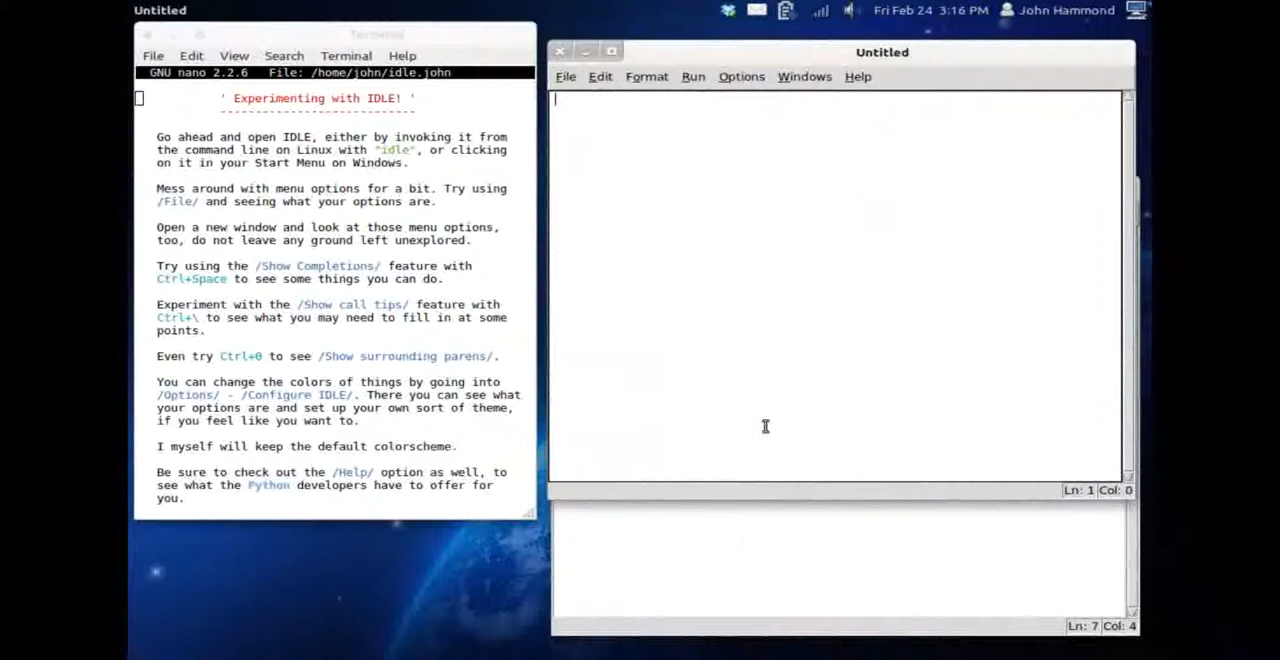 Untitled
Fri Feb 24 3:16 PM John Hammond
Terminal
File Edit View Search Terminal Help
GNU nano 2.2.6 File: /home/john/idle.john
' Experimenting with IDLE! '
---------------------------
Go ahead and open IDLE, either by invoking it from
the command line on Linux with "idle", or clicking
on it in your Start Menu on Windows.
Mess around with menu options for a bit. Try using
/File/ and seeing what your options are.
Open a new window and look at those menu options,
too, do not leave any ground left unexplored.
Try using the /Show Completions/ feature with
Ctrl+Space to see some things you can do.
Experiment with the /Show call tips/ feature with
Ctrl+\ to see what you may need to fill in at some
points.
Even try Ctrl+0 to see /Show surrounding parens/.
You can change the colors of things by going into
/Options/ - /Configure IDLE/. There you can see what
your options are and set up your own sort of theme,
if you feel like you want to.
I myself will keep the default colorscheme.
Be sure to check out the /Help/ option as well, to
see what the Python developers have to offer for
you.
Untitled
File Edit Format Run Options Windows Help
Ln: 1 Col: 0
Ln: 7 Col: 4